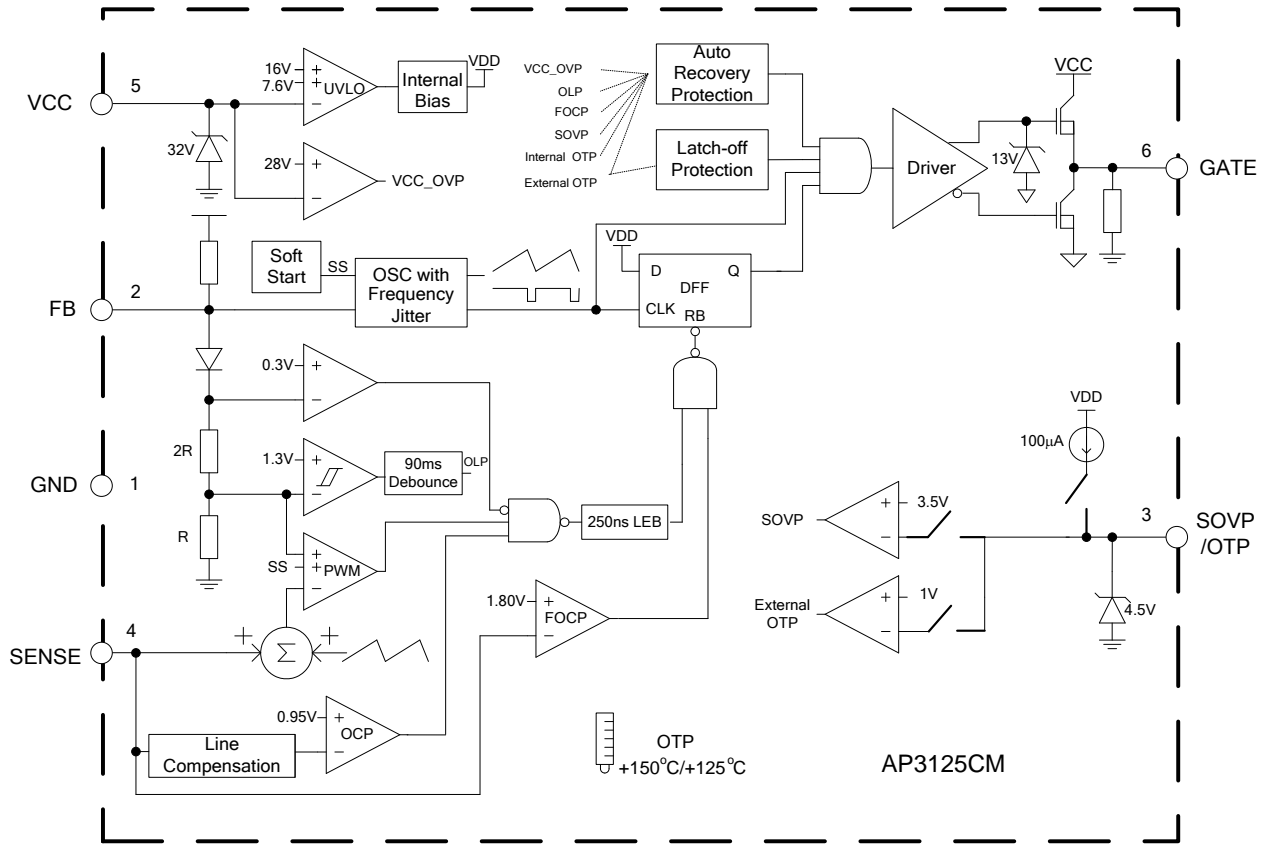 VCC
5
16V
7.6V
UVLO
Internal
Bias
VDD
32V
28V
VCC_OVP
VCC_OVP
OLP
FOCP
SOVP
Internal OTP
External OTP
Auto
Recovery
Protection
Latch-off
Protection
Driver
VCC
13V
6
GATE
FB
2
Soft
Start
SS
OSC with
Frequency
Jitter
VDD
D
Q
DFF
CLK
RB
0.3V
2R
1.3V
90ms
Debounce
OLP
GND
1
R
SS
PWM
250ns LEB
SENSE
4
Σ
1.80V
FOCP
0.95V
OCP
Line
Compensation
VDD
100µA
SOVP
3.5V
External
OTP
1V
3
SOVP
/OTP
4.5V
OTP
+150°C/+125°C
AP3125CM